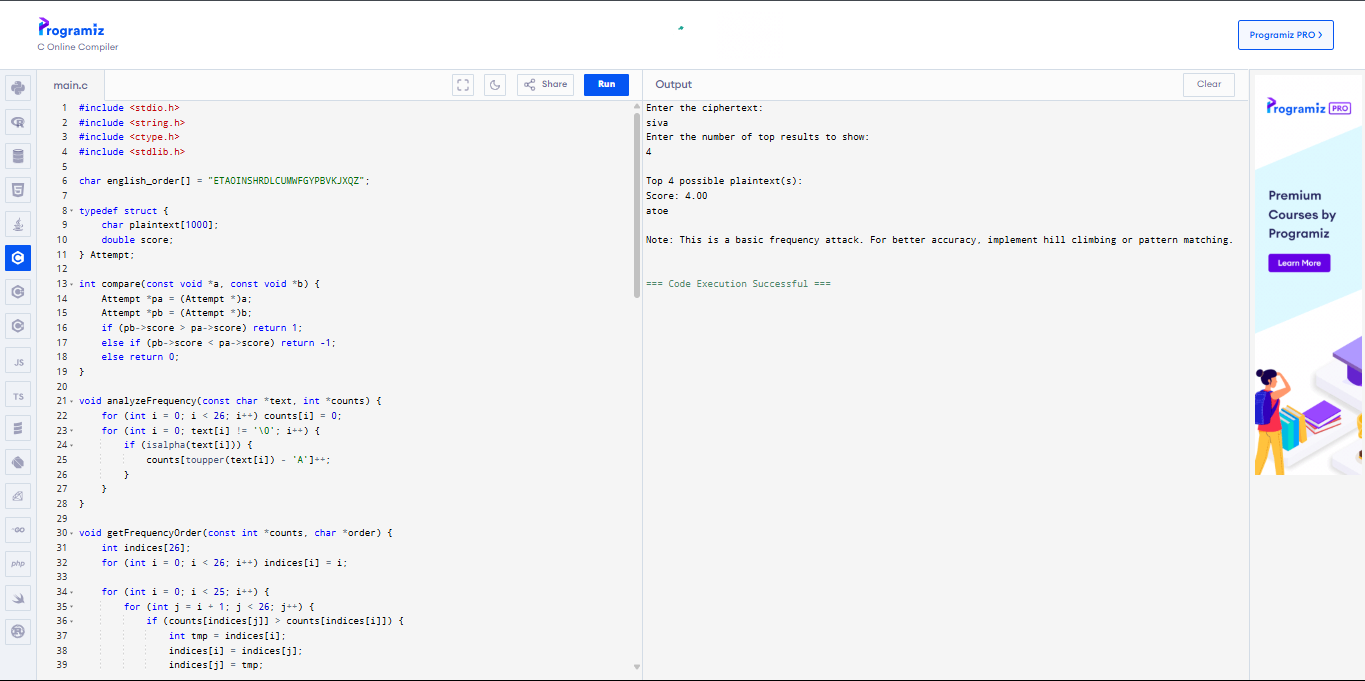 Programiz
C Online Compiler
Programiz PRO >
main.c
Share
Run
Output
Clear
1 #include <stdio.h>
2 #include <string.h>
3 #include <ctype.h>
4 #include <stdlib.h>
5
6 char english_order[] = "ETAOINSHRDLCUMWFGYPBVKJXQZ";
7
8 typedef struct {
9     char plaintext[1000];
10     double score;
11 } Attempt;
12
13 int compare(const void *a, const void *b) {
14     Attempt *pa = (Attempt *)a;
15     Attempt *pb = (Attempt *)b;
16     if (pb->score > pa->score) return 1;
17     else if (pb->score < pa->score) return -1;
18     else return 0;
19 }
20
21 void analyzeFrequency(const char *text, int *counts) {
22     for (int i = 0; i < 26; i++) counts[i] = 0;
23     for (int i = 0; text[i] != '\0'; i++) {
24         if (isalpha(text[i])) {
25             counts[toupper(text[i]) - 'A']++;
26         }
27     }
28 }
29
30 void getFrequencyOrder(const int *counts, char *order) {
31     int indices[26];
32     for (int i = 0; i < 26; i++) indices[i] = i;
33
34     for (int i = 0; i < 25; i++) {
35         for (int j = i + 1; j < 26; j++) {
36             if (counts[indices[j]] > counts[indices[i]]) {
37                 int tmp = indices[i];
38                 indices[i] = indices[j];
39                 indices[j] = tmp;
Enter the ciphertext:
siva
Enter the number of top results to show:
4
Top 4 possible plaintext(s):
Score: 4.00
atoe
Note: This is a basic frequency attack. For better accuracy, implement hill climbing or pattern matching.
=== Code Execution Successful ===
JS
TS
GO
php
Programiz PRO
Premium
Courses by
Programiz
Learn More